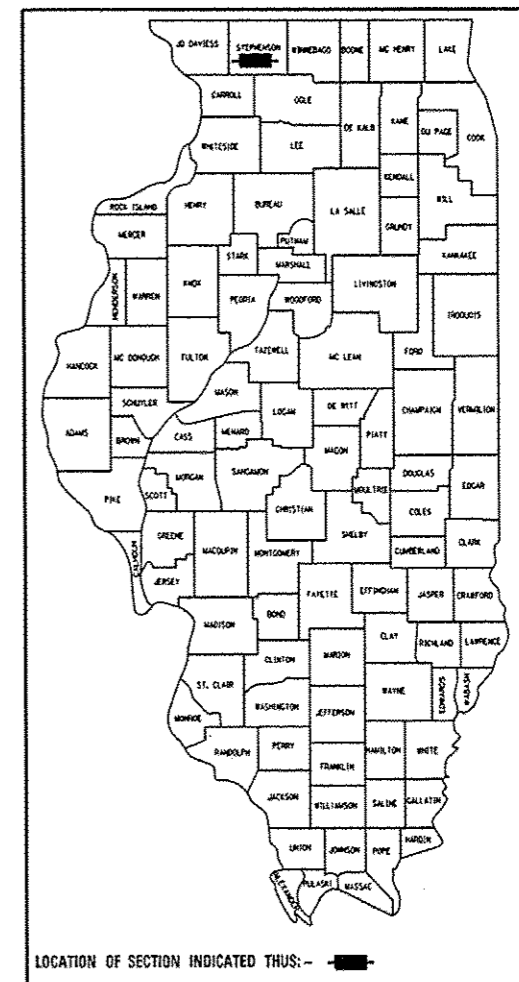 JO DAVIESS STEPHENSON WINNEBAGO BOONE MC HENRY LAKE
CARROLL OGLE DE KALB KANE DU PAGE COOK
WHITESIDE LEE KENDALL WILL
ROCK ISLAND HENRY BUREAU LA SALLE GRUNDY
MERCER PUTNAM KANKAKEE
STARK MARSHALL LIVINGSTON
HENDERSON WARREN KNOX PEORIA WOODFORD IROQUOIS
HANCOCK MC DONOUGH FULTON TAZEWELL MC LEAN FORD
SCHUYLER MASON LOGAN DE WITT CHAMPAIGN VERMILION
ADAMS BROWN CASS MENARD MACON PIATT
PIKE SCOTT MORGAN SANGAMON MOULTRIE DOUGLAS EDGAR
CHRISTIAN COLES
CALHOUN GREENE MACOUPIN MONTGOMERY SHELBY CUMBERLAND CLARK
JERSEY FAYETTE EFFINGHAM JASPER CRAWFORD
MADISON BOND CLAY RICHLAND LAWRENCE
CLINTON MARION
ST. CLAIR WAYNE EDWARDS WABASH
WASHINGTON JEFFERSON
MONROE
RANDOLPH PERRY HAMILTON WHITE
FRANKLIN
JACKSON WILLIAMSON SALINE GALLATIN
UNION JOHNSON POPE HARDIN
ALEXANDER PULASKI MASSAC
LOCATION OF SECTION INDICATED THUS:-